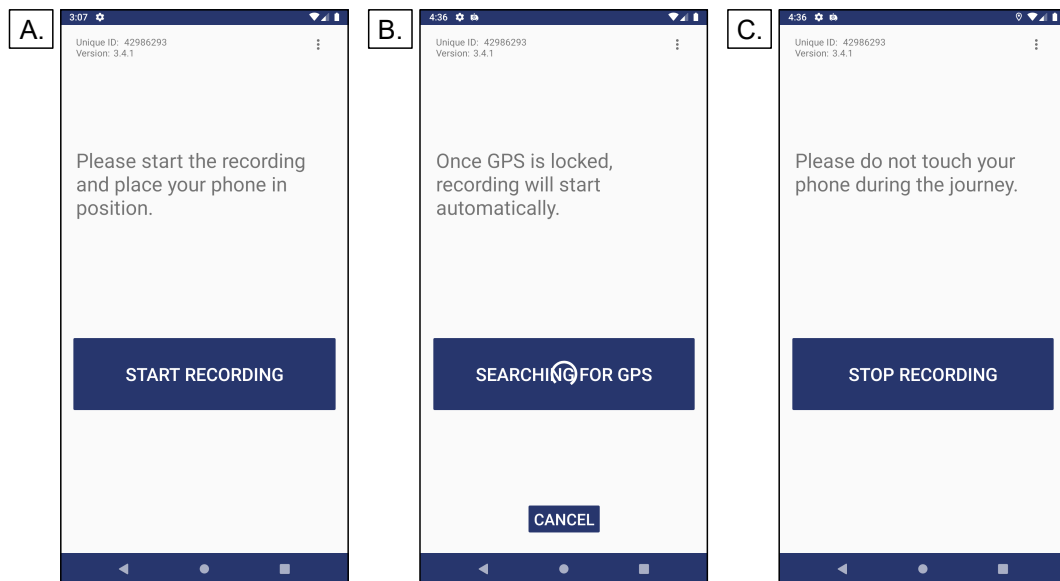 A.
3:07
Unique ID: 42986293
Version: 3.4.1
Please start the recording
and place your phone in
position.
START RECORDING
B.
4:36
Unique ID: 42986293
Version: 3.4.1
Once GPS is locked,
recording will start
automatically.
SEARCHING FOR GPS
CANCEL
C.
4:36
Unique ID: 42986293
Version: 3.4.1
Please do not touch your
phone during the journey.
STOP RECORDING